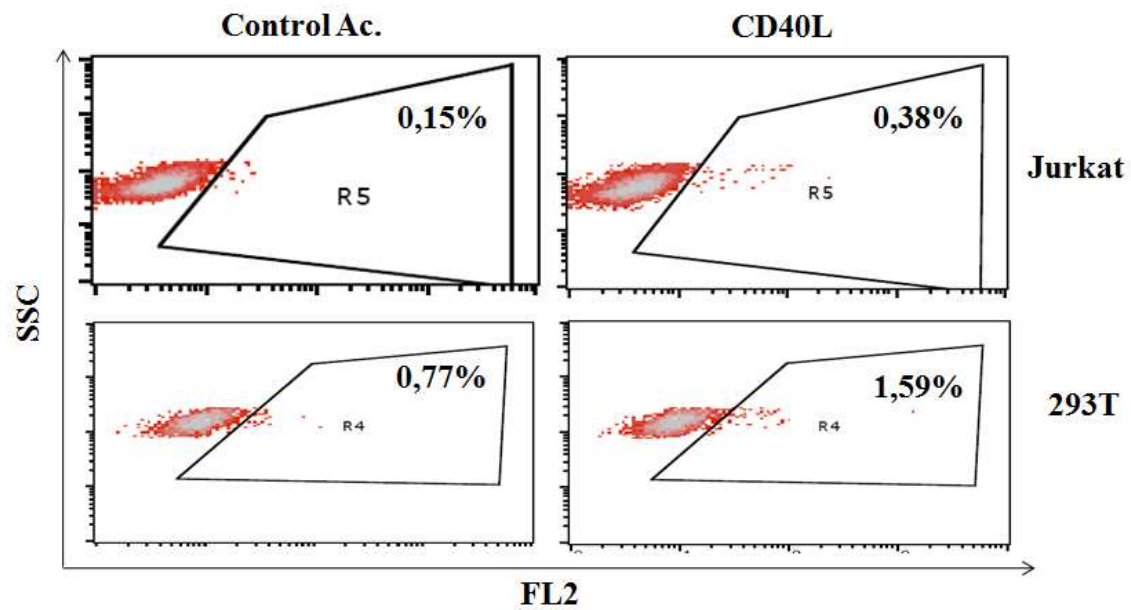 Control Ac.
CD40L
0,15%
R5
0,38%
R5
Jurkat
SSC
0,77%
R4
1,59%
R4
293T
FL2